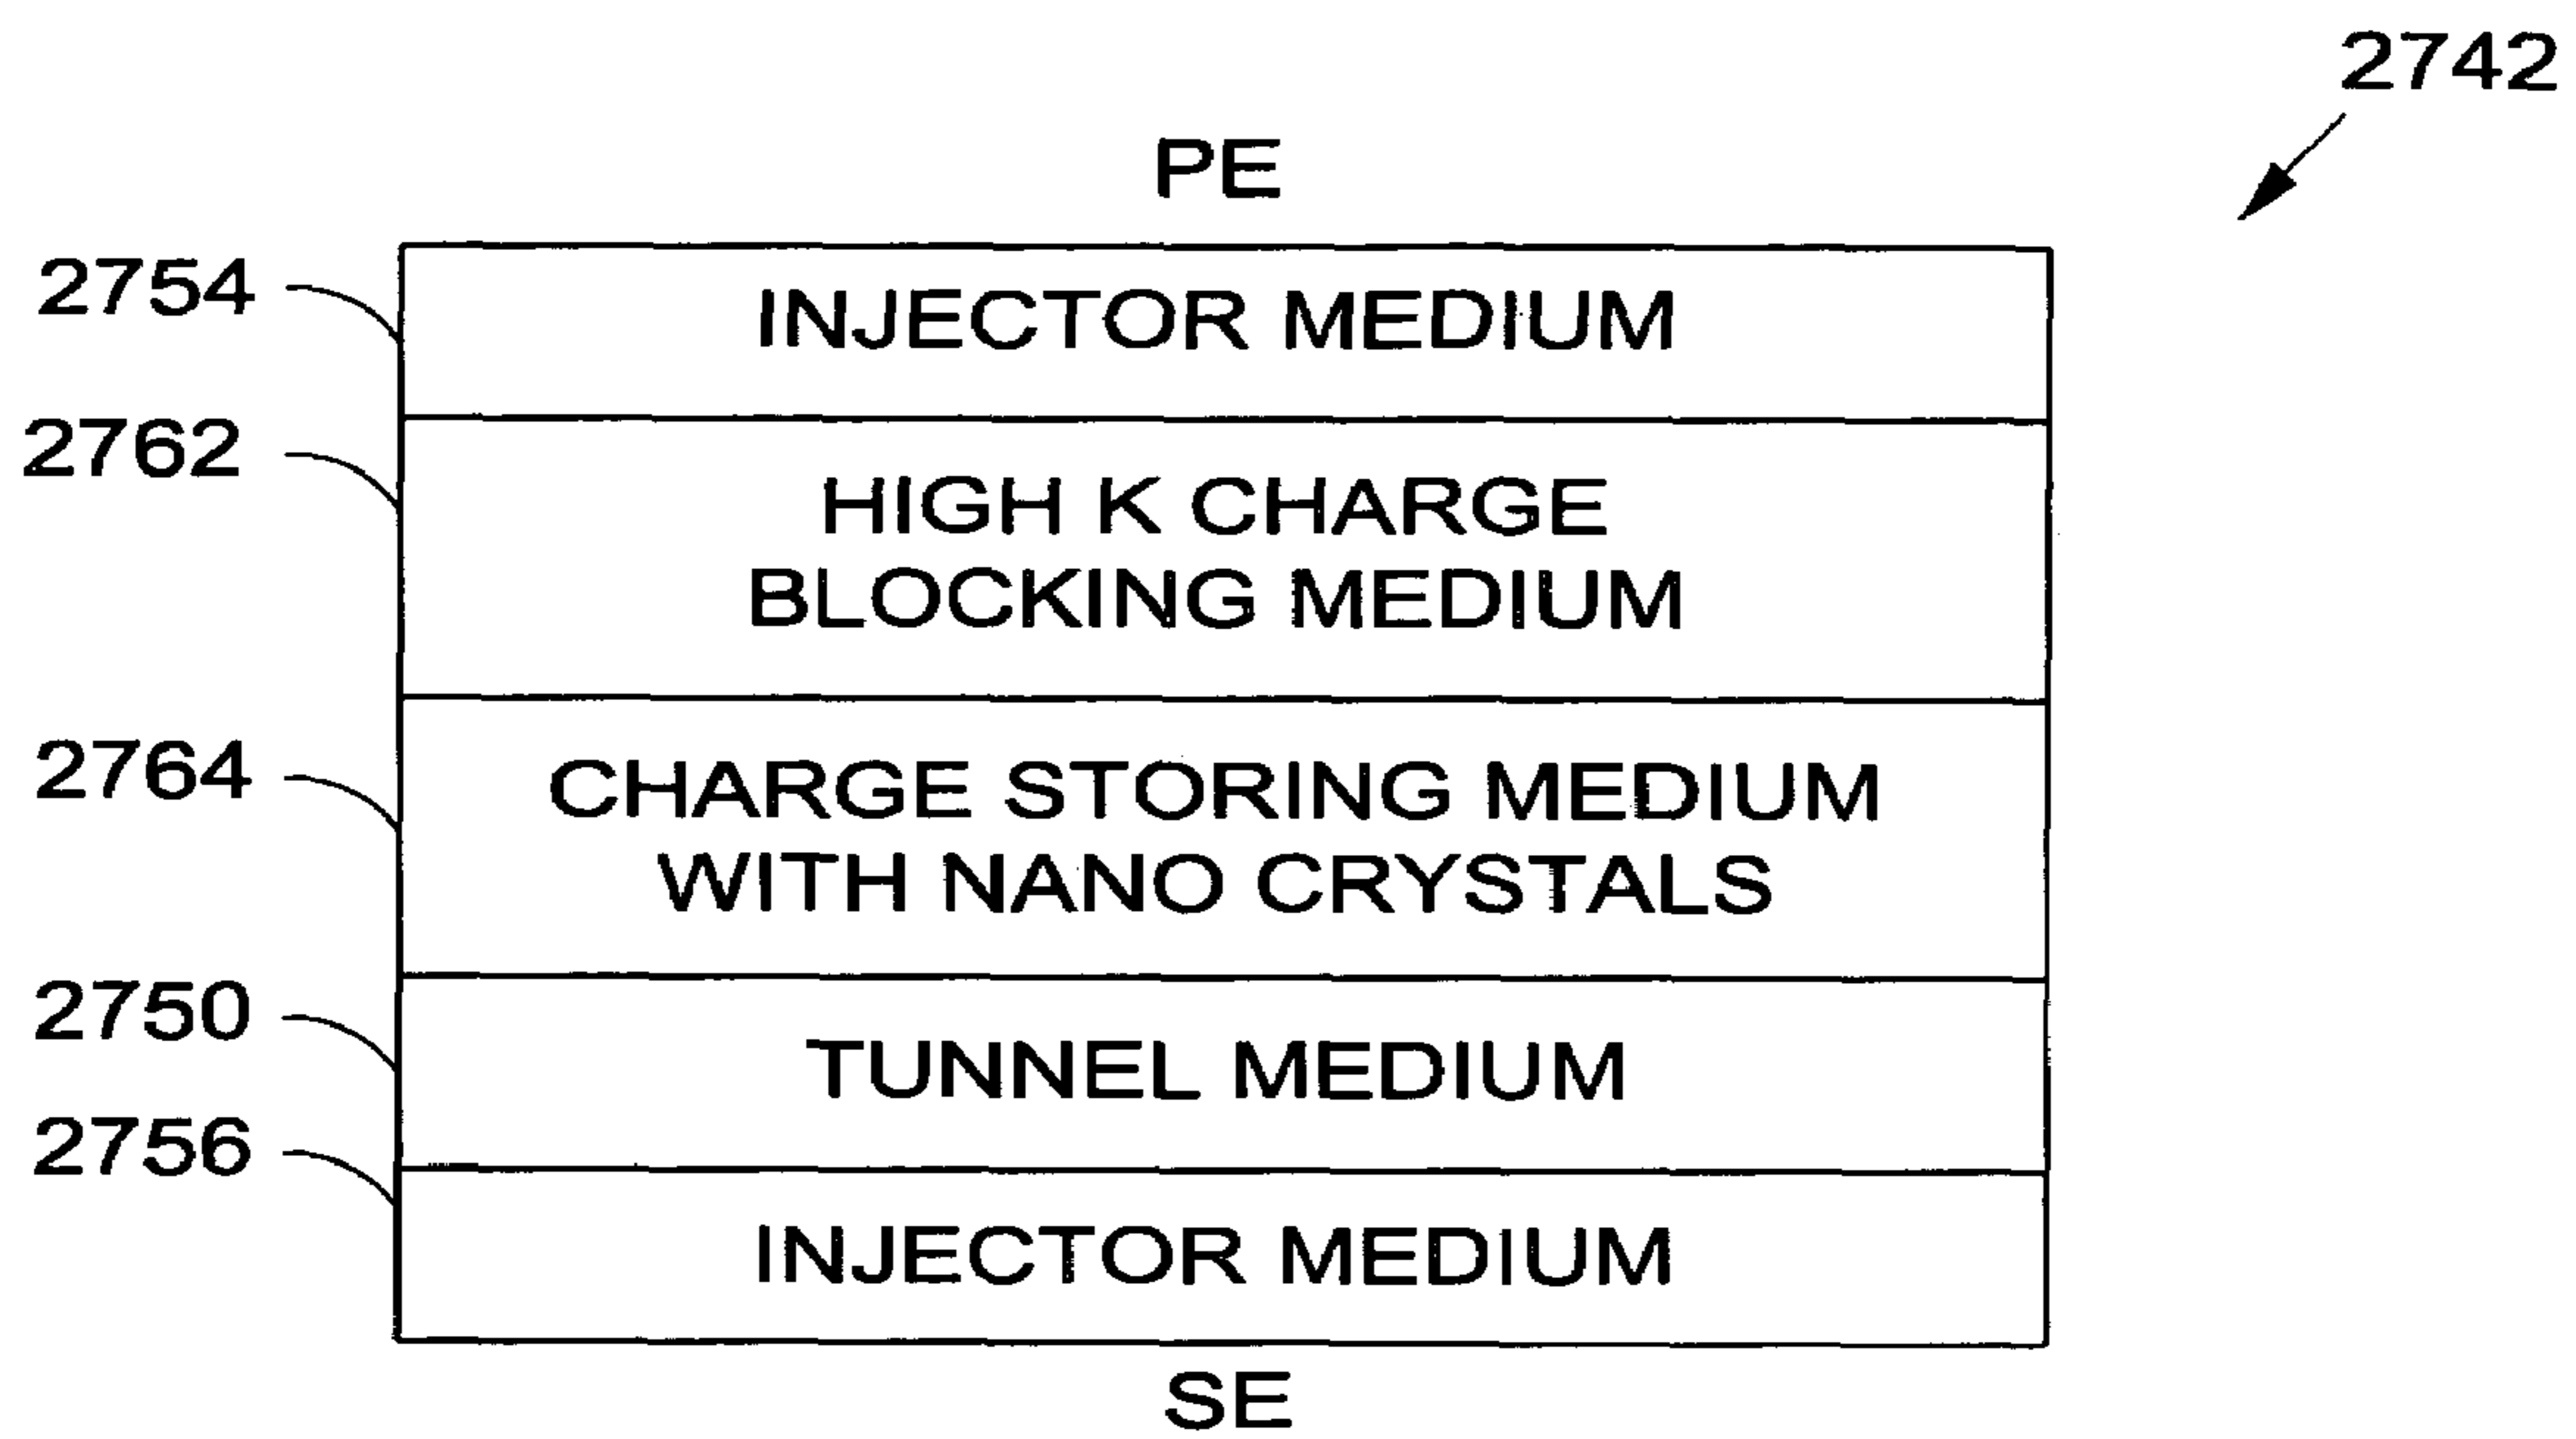 2742
PE
2754
INJECTOR MEDIUM
2762
HIGH K CHARGE
BLOCKING MEDIUM
2764
CHARGE STORING MEDIUM
WITH NANO CRYSTALS
2750
TUNNEL MEDIUM
2756
INJECTOR MEDIUM
SE